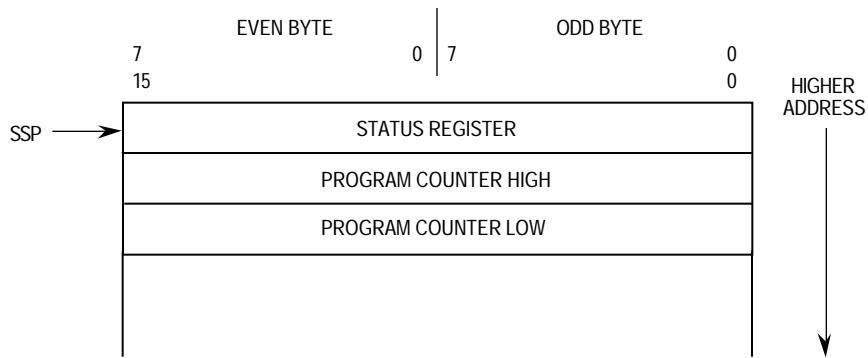 EVEN BYTE ODD BYTE
7 0 7 0
15 0
HIGHER
ADDRESS
SSP
STATUS REGISTER
PROGRAM COUNTER HIGH
PROGRAM COUNTER LOW